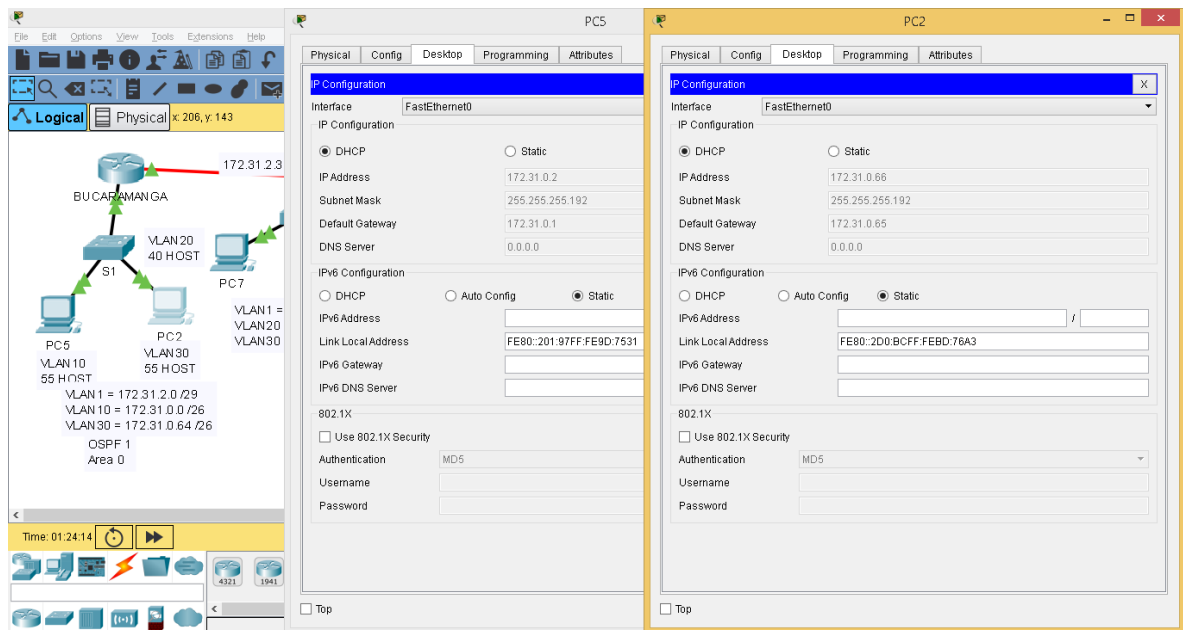 PC5
PC2
File Edit Options View Tools Extensions Help
Logical Physical x: 206, y: 143
172.31.2.3
BUCARAMANGA
VLAN 20
40 HOST
S1
PC7
VLAN 1 =
VLAN20
VLAN30
PC5
VLAN 10
55 HOST
PC2
VLAN 30
55 HOST
VLAN 1 = 172.31.2.0 /29
VLAN 10 = 172.31.0.0 /26
VLAN 30 = 172.31.0.64 /26
OSPF 1
Area 0
Time: 01:24:14
4321
1941
Physical Config Desktop Programming Attributes
IP Configuration
Interface FastEthernet0
IP Configuration
DHCP Static
IP Address 172.31.0.2
Subnet Mask 255.255.255.192
Default Gateway 172.31.0.1
DNS Server 0.0.0.0
IPv6 Configuration
DHCP Auto Config Static
IPv6 Address
Link Local Address FE80::201:97FF:FE9D:7531
IPv6 Gateway
IPv6 DNS Server
802.1X
Use 802.1X Security
Authentication MD5
Username
Password
Top
Physical Config Desktop Programming Attributes
IP Configuration X
Interface FastEthernet0
IP Configuration
DHCP Static
IP Address 172.31.0.66
Subnet Mask 255.255.255.192
Default Gateway 172.31.0.65
DNS Server 0.0.0.0
IPv6 Configuration
DHCP Auto Config Static
IPv6 Address /
Link Local Address FE80::2D0:BCFF:FEBD:76A3
IPv6 Gateway
IPv6 DNS Server
802.1X
Use 802.1X Security
Authentication MD5
Username
Password
Top